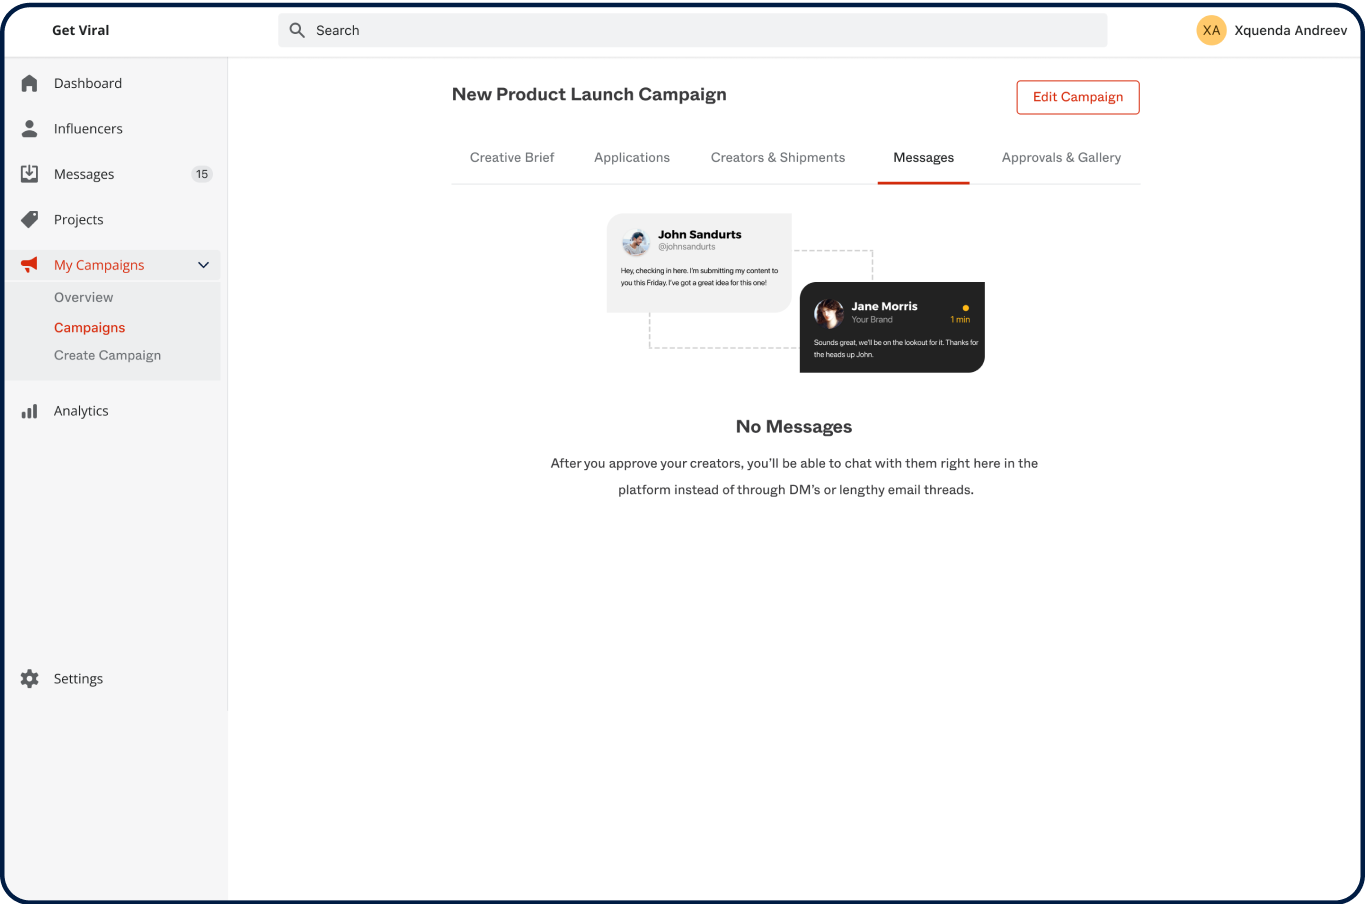 Get Viral
Search
XA
Xquenda Andreev
Dashboard
Influencers
Messages
15
Projects
My Campaigns
Overview
Campaigns
Create Campaign
Analytics
Settings
New Product Launch Campaign
Edit Campaign
Creative Brief
Applications
Creators & Shipments
Messages
Approvals & Gallery
John Sandurts
@johnsandurts
Hey, checking in here. I'm submitting my content to
you this Friday. I've got a great idea for this one!
Jane Morris
Your Brand
1 min
Sounds great, we'll be on the lookout for it. Thanks for
the heads up John.
No Messages
After you approve your creators, you'll be able to chat with them right here in the
platform instead of through DM's or lengthy email threads.